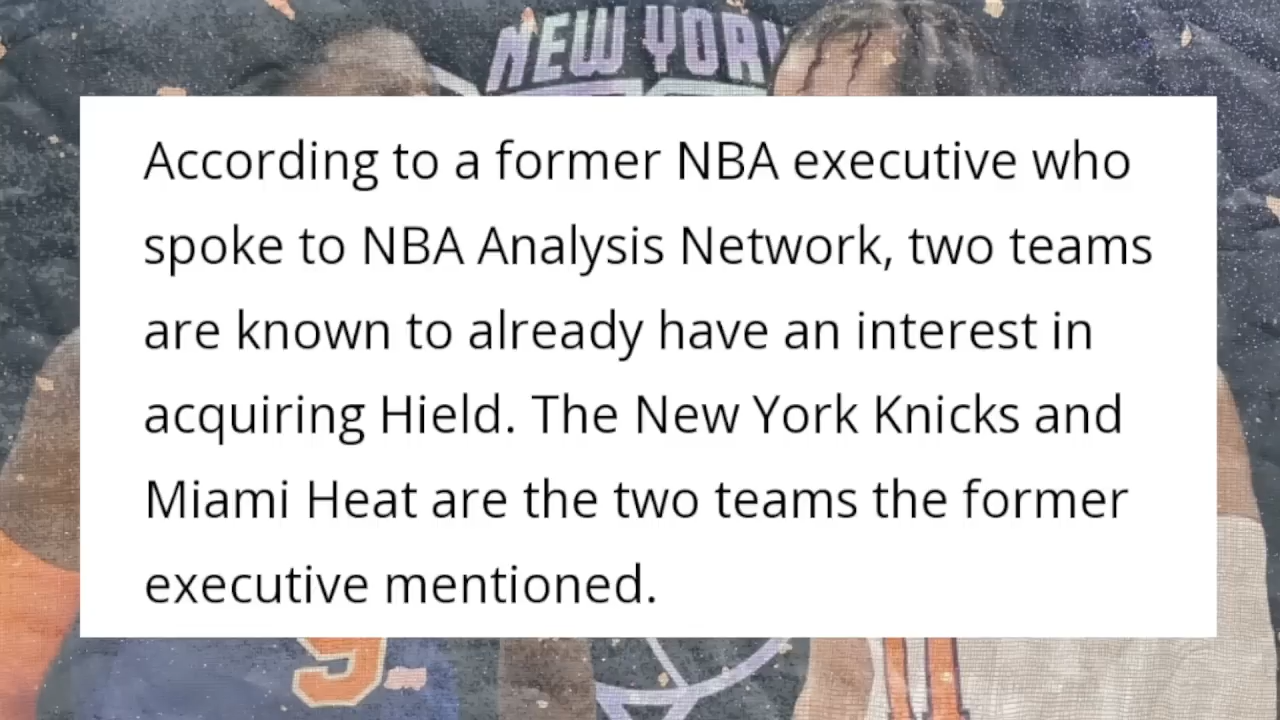 NEW YORK
According to a former NBA executive who
spoke to NBA Analysis Network, two teams
are known to already have an interest in
acquiring Hield. The New York Knicks and
Miami Heat are the two teams the former
executive mentioned.
9